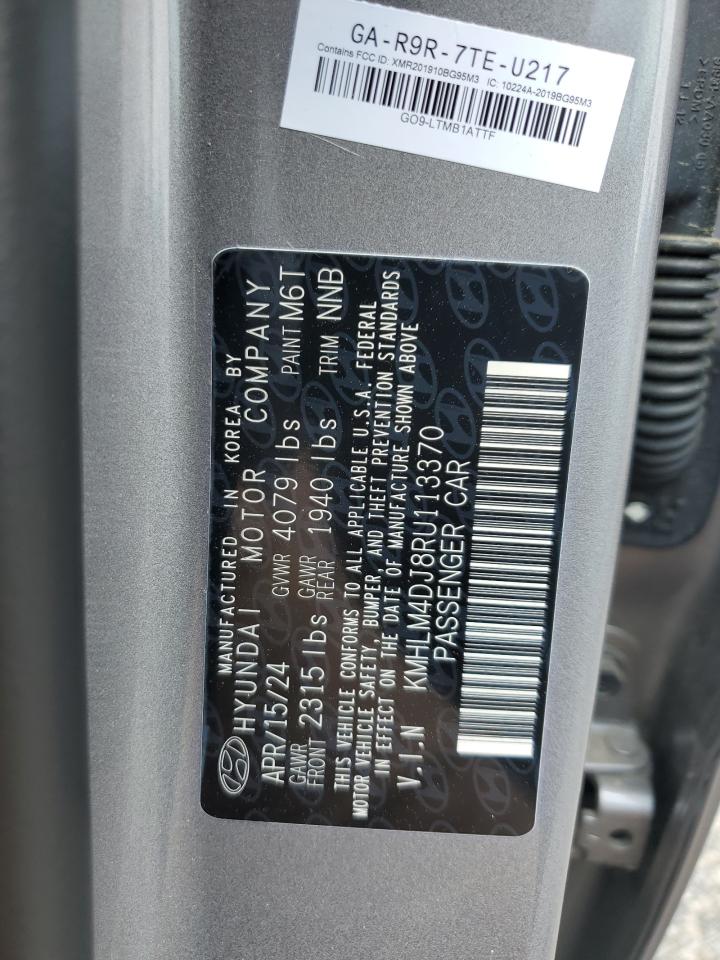 GA-R9R-7TE-U217
Contains FCC ID: XMR201910BG95M3 IC: 10224A-2019BG95M3
GO9-LTMB1ATTF
MANUFACTURED IN KOREA BY
HYUNDAI MOTOR COMPANY
APR/15/24 GVWR 4079 lbs PAINT M6T
GAWR FRONT 2315 lbs GAWR REAR 1940 lbs TRIM NNB
THIS VEHICLE CONFORMS TO ALL APPLICABLE U.S.A. FEDERAL
MOTOR VEHICLE SAFETY, BUMPER, AND THEFT PREVENTION STANDARDS
IN EFFECT ON THE DATE OF MANUFACTURE SHOWN ABOVE
V.I.N KMHLM4DJ8RU113370
PASSENGER CAR